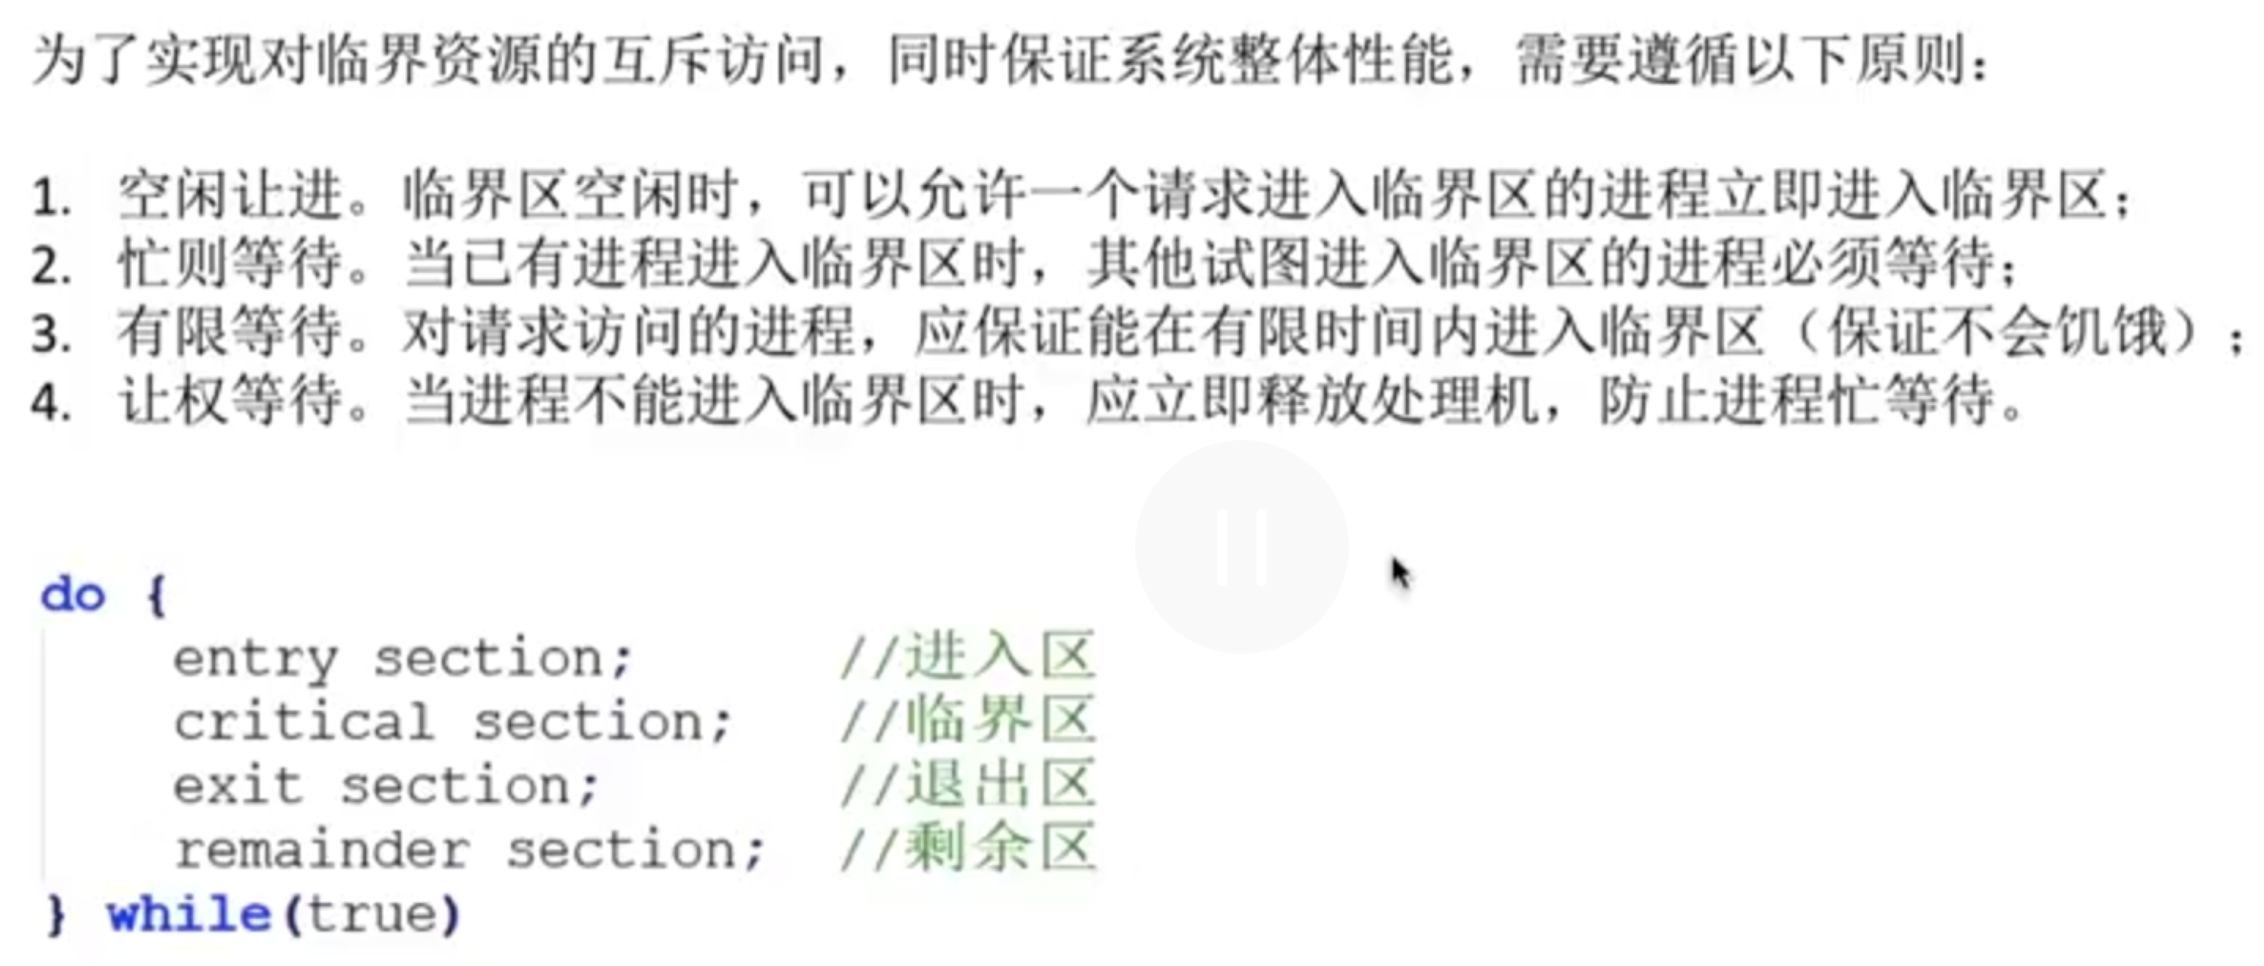 为了实现对临界资源的互斥访问，同时保证系统整体性能，需要遵循以下原则：
1. 空闲让进。临界区空闲时，可以允许一个请求进入临界区的进程立即进入临界区；
2. 忙则等待。当已有进程进入临界区时，其他试图进入临界区的进程必须等待；
3. 有限等待。对请求访问的进程，应保证能在有限时间内进入临界区（保证不会饥饿）；
4. 让权等待。当进程不能进入临界区时，应立即释放处理机，防止进程忙等待。
do {
entry section; //进入区
critical section; //临界区
exit section; //退出区
remainder section; //剩余区
} while(true)